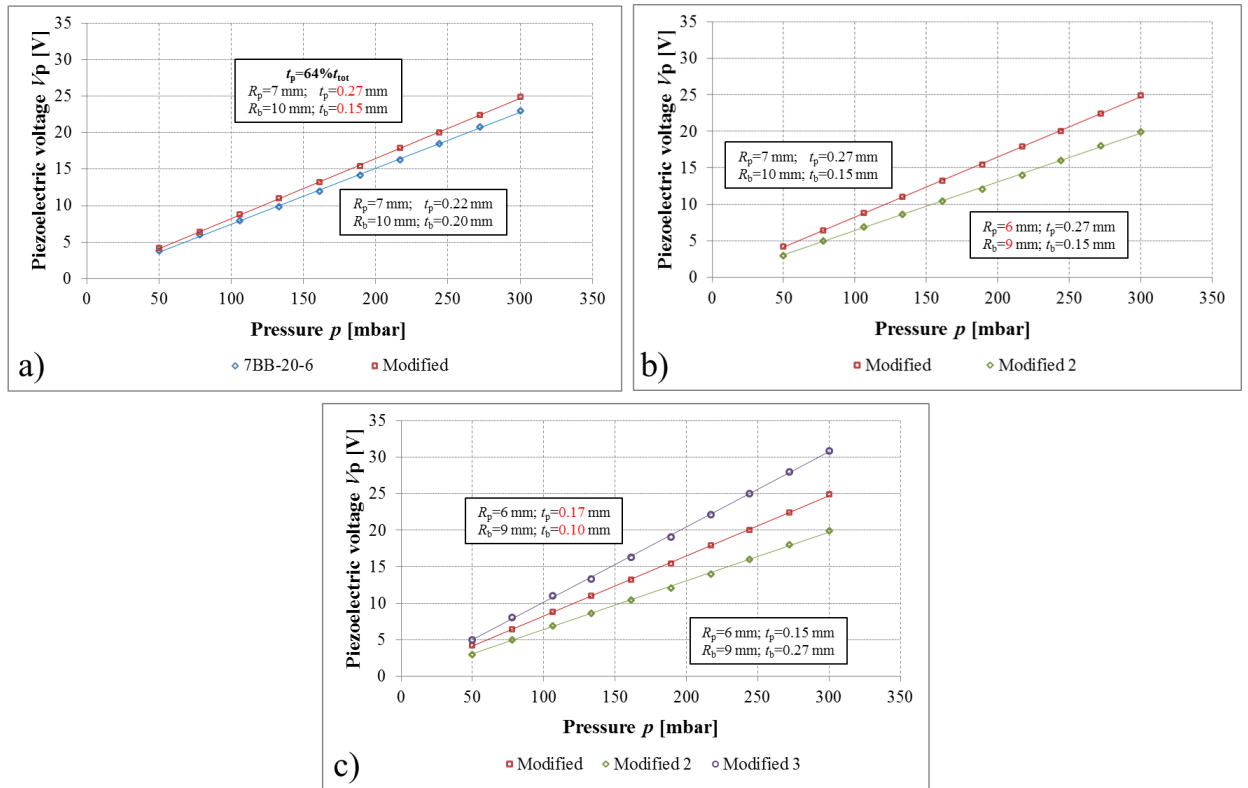 35
30
25
20
15
10
5
0
Piezoelectric voltage Vp [V]
tp=64%ttot
Rp=7 mm; tp=0.27 mm
Rb=10 mm; tb=0.15 mm
Rp=7 mm; tp=0.22 mm
Rb=10 mm; tb=0.20 mm
0 50 100 150 200 250 300 350
Pressure p [mbar]
7BB-20-6 Modified
a)
35
30
25
20
15
10
5
0
Piezoelectric voltage Vp [V]
Rp=7 mm; tp=0.27 mm
Rb=10 mm; tb=0.15 mm
Rp=6 mm; tp=0.27 mm
Rb=9 mm; tb=0.15 mm
0 50 100 150 200 250 300 350
Pressure p [mbar]
Modified Modified 2
b)
35
30
25
20
15
10
5
0
Piezoelectric voltage Vp [V]
Rp=6 mm; tp=0.17 mm
Rb=9 mm; tb=0.10 mm
Rp=6 mm; tp=0.15 mm
Rb=9 mm; tb=0.27 mm
0 50 100 150 200 250 300 350
Pressure p [mbar]
Modified Modified 2 Modified 3
c)